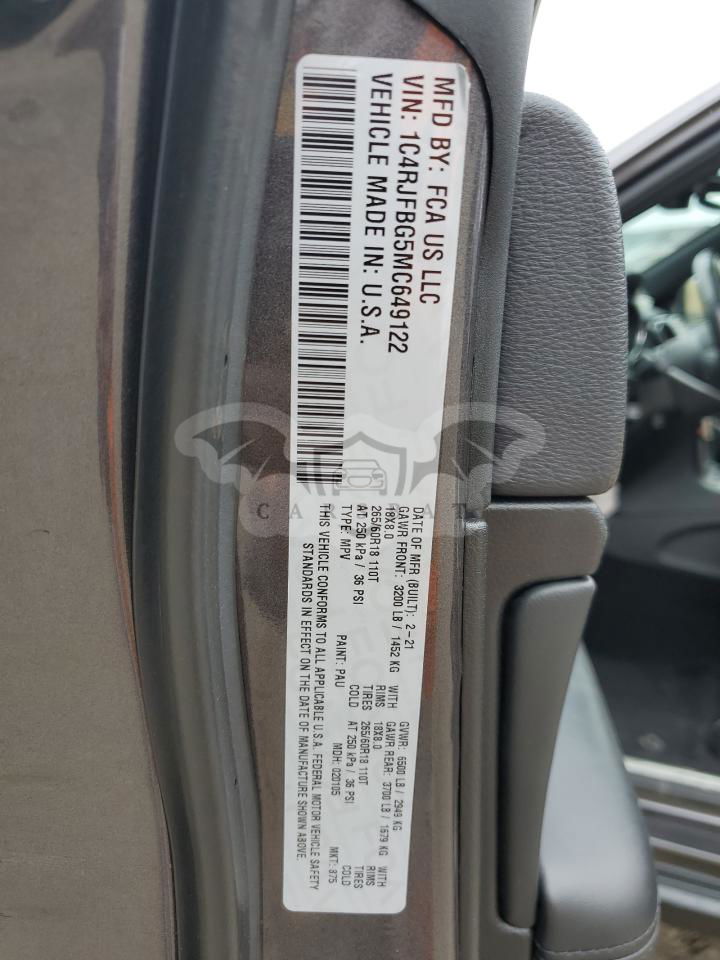 MFD BY: FCA US LLC
VIN: 1C4RJFBG5MC649122
VEHICLE MADE IN: U.S.A.
DATE OF MFR (BUILT): 2-21 GVWR: 6500 LB / 2949 KG
GAWR FRONT: 3200 LB / 1452 KG WITH GAWR REAR: 3700 LB / 1679 KG WITH
18X8.0 RIMS 18X8.0 RIMS
265/60R18 110T TIRES 265/60R18 110T TIRES
AT 250 kPa / 36 PSI COLD AT 250 kPa / 36 PSI COLD
TYPE: MPV PAINT: PAU MDH: 020105 MKT: 875
THIS VEHICLE CONFORMS TO ALL APPLICABLE U.S.A. FEDERAL MOTOR VEHICLE SAFETY
STANDARDS IN EFFECT ON THE DATE OF MANUFACTURE SHOWN ABOVE.